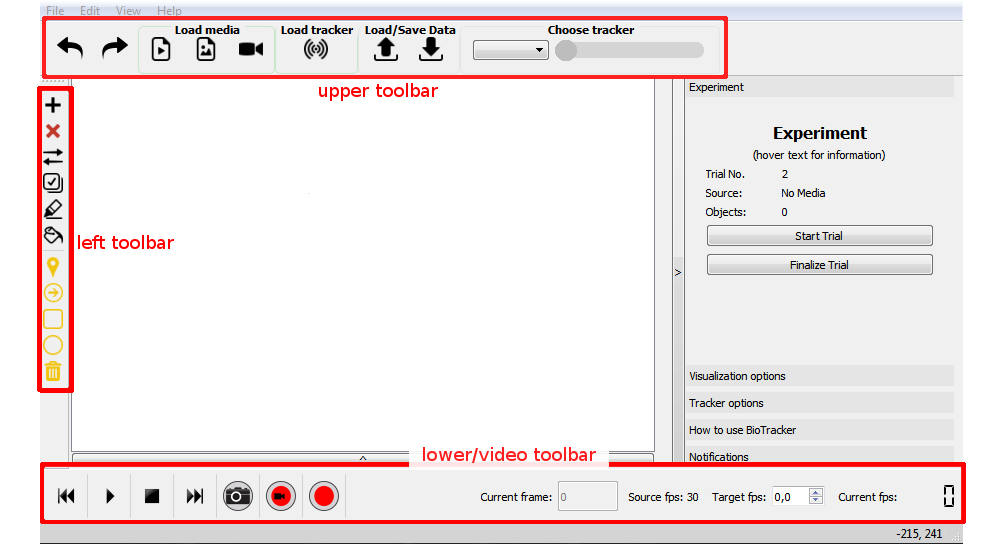 File Edit View Help
Load media Load tracker Load/Save Data Choose tracker
upper toolbar
Experiment
Experiment
(hover text for information)
Trial No. 2
Source: No Media
Objects: 0
Start Trial
left toolbar
Finalize Trial
>
Visualization options
Tracker options
How to use BioTracker
Notifications
^
lower/video toolbar
Current frame: 0 Source fps: 30 Target fps: 0,0 Current fps: 0
-215, 241